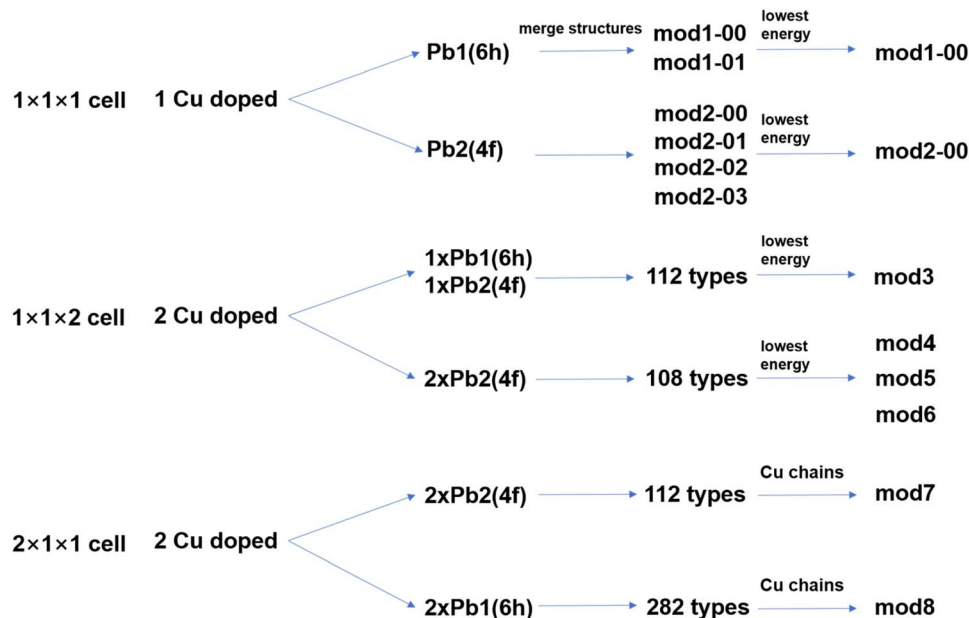 1×1×1 cell
1 Cu doped
Pb1(6h)
merge structures
mod1-00
mod1-01
lowest
energy
mod1-00
Pb2(4f)
mod2-00
mod2-01
mod2-02
mod2-03
lowest
energy
mod2-00
1×1×2 cell
2 Cu doped
1xPb1(6h)
1xPb2(4f)
112 types
lowest
energy
mod3
2xPb2(4f)
108 types
lowest
energy
mod4
mod5
mod6
2×1×1 cell
2 Cu doped
2xPb2(4f)
112 types
Cu chains
mod7
2xPb1(6h)
282 types
Cu chains
mod8